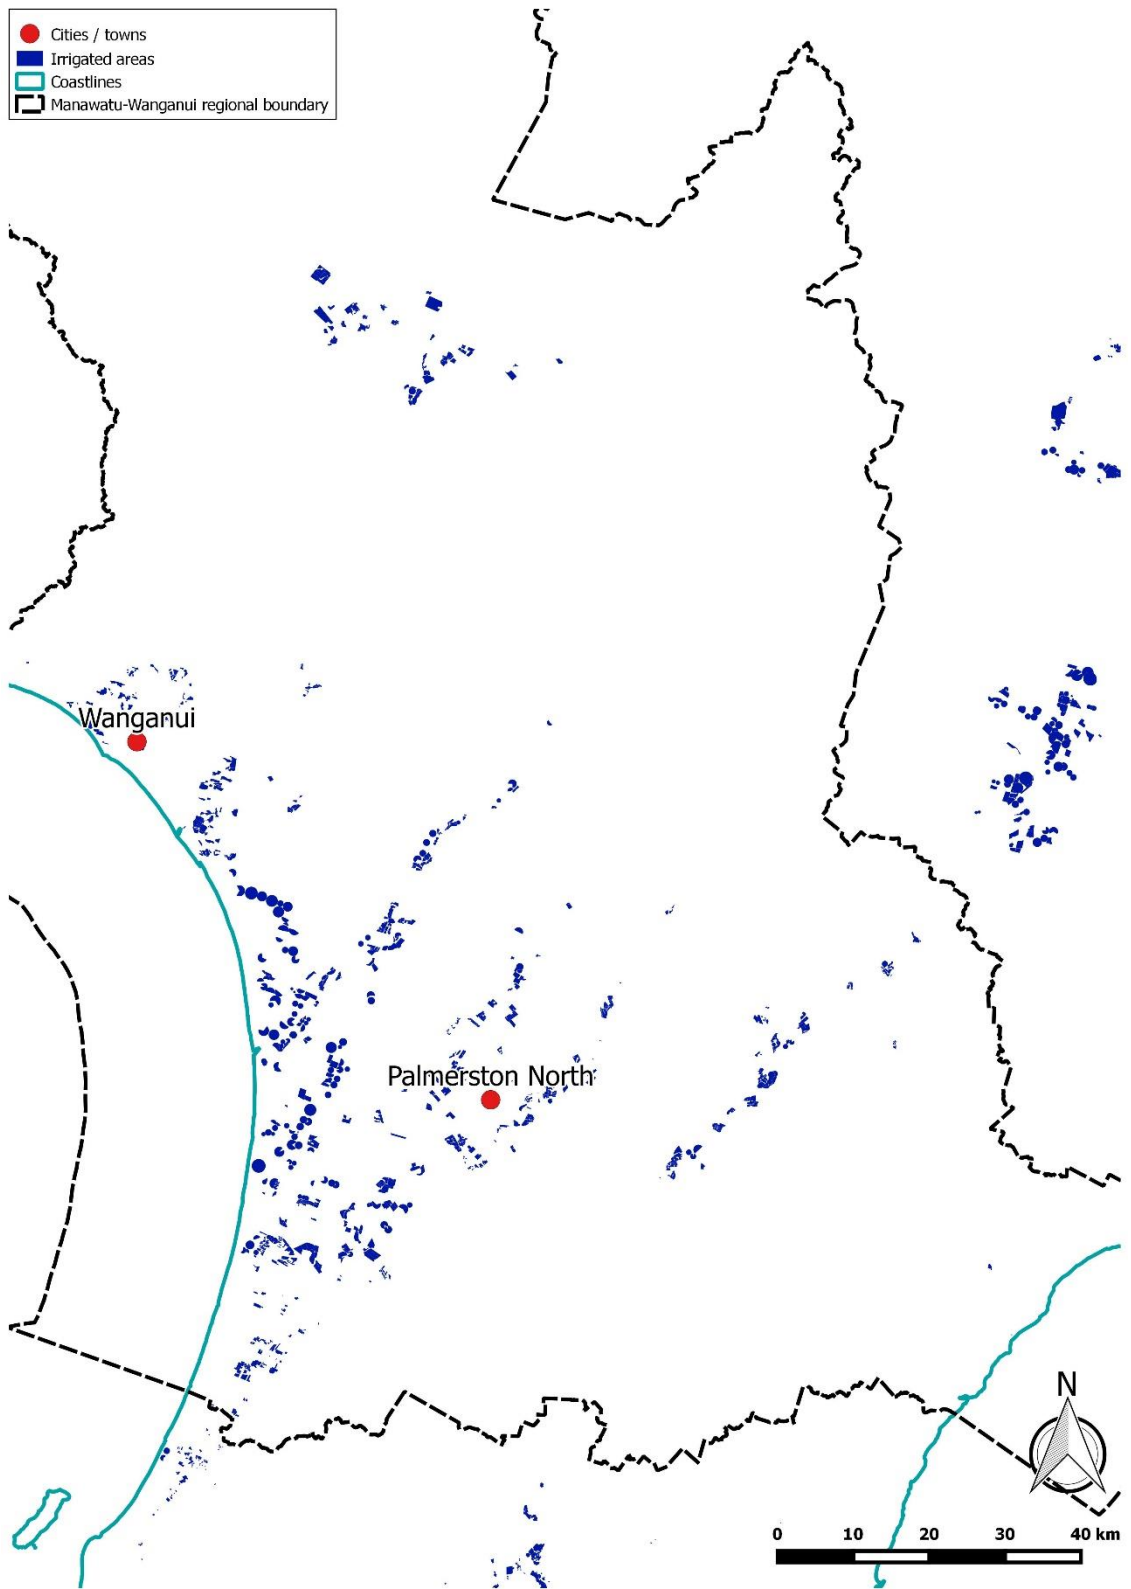 Cities / towns
Irrigated areas
Coastlines
Manawatu-Wanganui regional boundary
Wanganui
Palmerston North
N
0 10 20 30 40 km